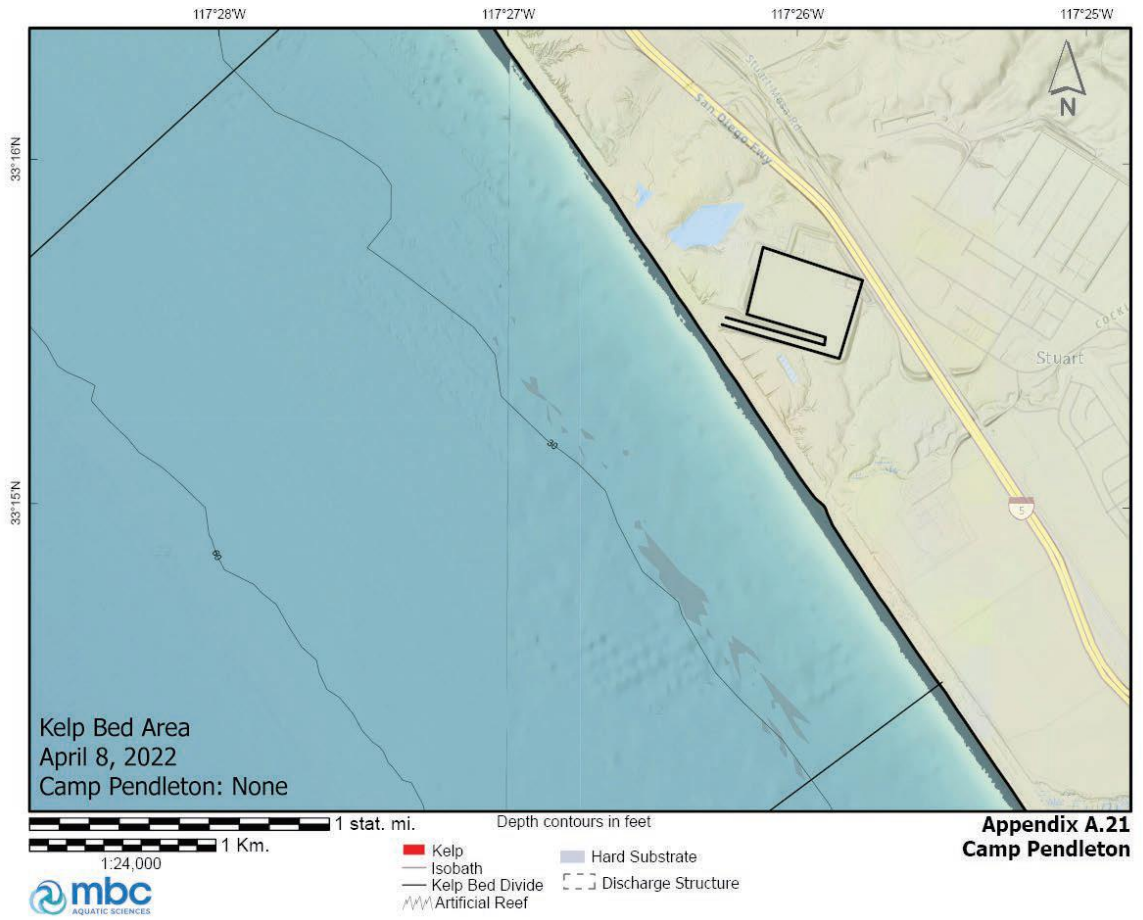 117°28'W
117°27'W
117°26'W
117°25'W
33°16'N
33°15'N
N
Stuart Mesa Rd
San Diego Fwy
COCKL
Stuart
5
30
60
Kelp Bed Area
April 8, 2022
Camp Pendleton: None
1 stat. mi.
1 Km.
1:24,000
Depth contours in feet
Appendix A.21
Camp Pendleton
Kelp
Isobath
Kelp Bed Divide
Artificial Reef
Hard Substrate
Discharge Structure
mbc
AQUATIC SCIENCES